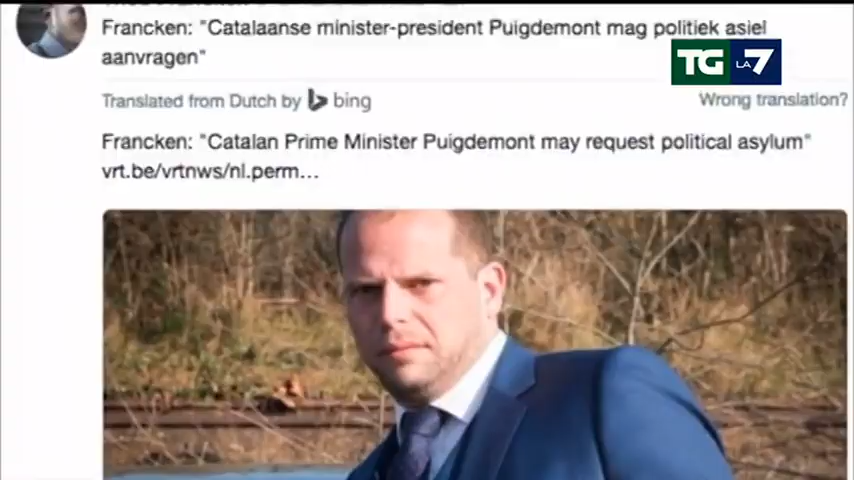 Francken: "Catalaanse minister-president Puigdemont mag politiek asiel
aanvragen"
TG LA7
Translated from Dutch by bing
Wrong translation?
Francken: "Catalan Prime Minister Puigdemont may request political asylum"
vrt.be/vrtnws/nl.perm...